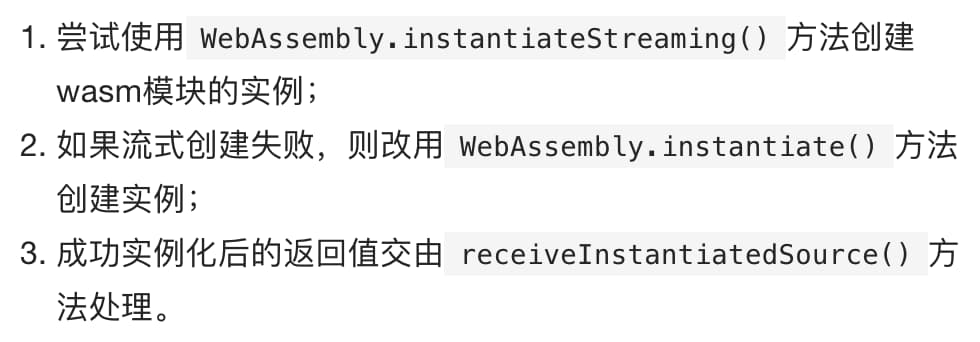 1. 尝试使用 WebAssembly.instantiateStreaming() 方法创建
wasm模块的实例；
2. 如果流式创建失败，则改用 WebAssembly.instantiate() 方法
创建实例；
3. 成功实例化后的返回值交由 receiveInstantiatedSource() 方
法处理。